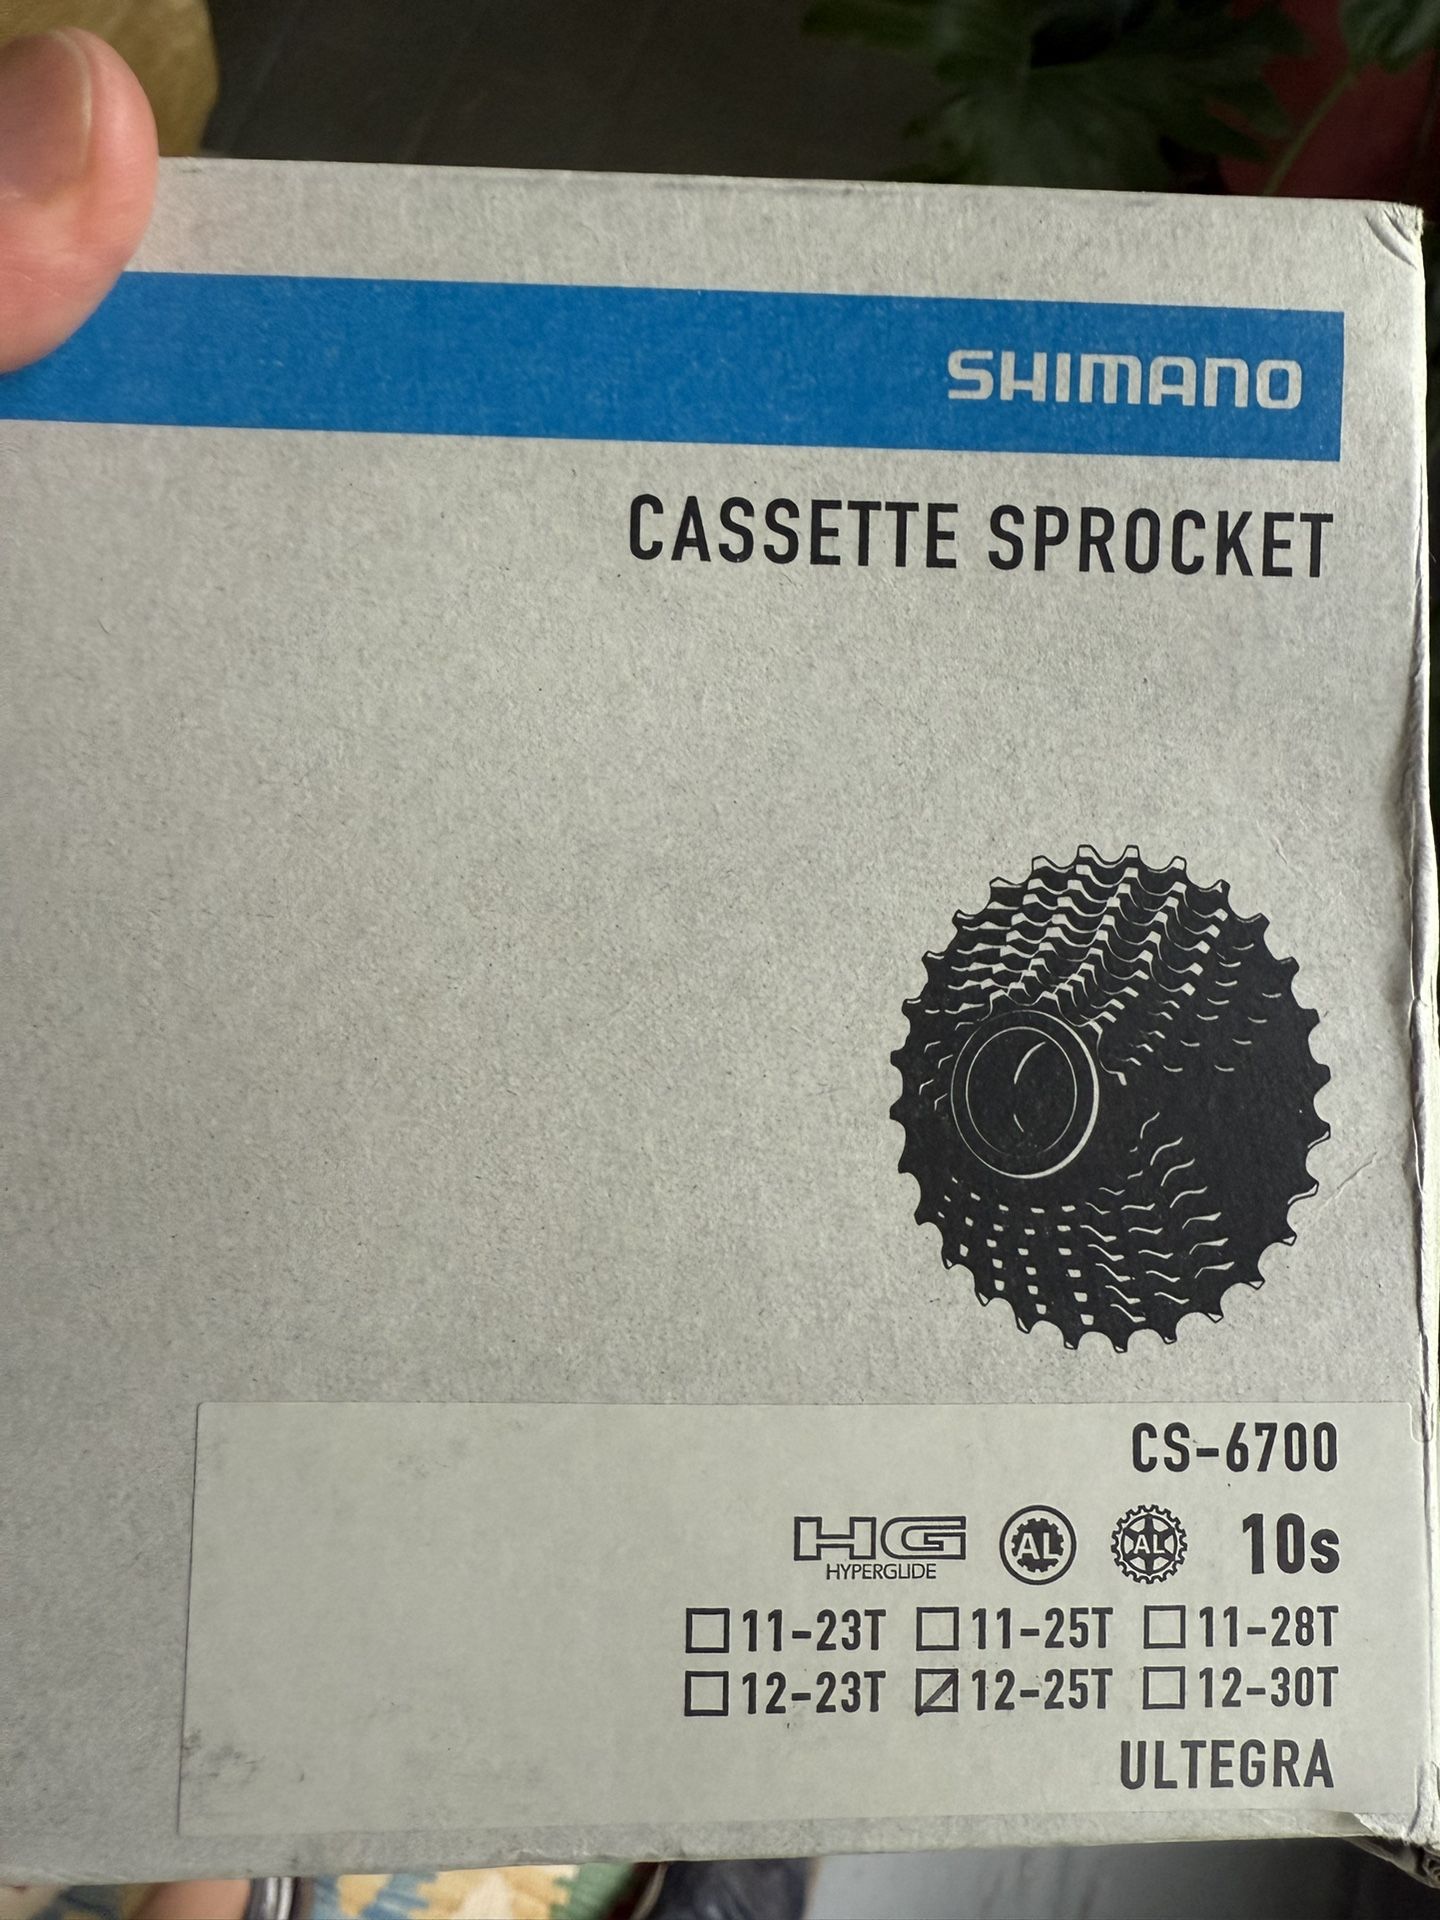 SHIMANO
CASSETTE SPROCKET
CS-6700
HG AL AL 10s
HYPERGLIDE
11-23T 11-25T 11-28T
12-23T 12-25T 12-30T
ULTEGRA